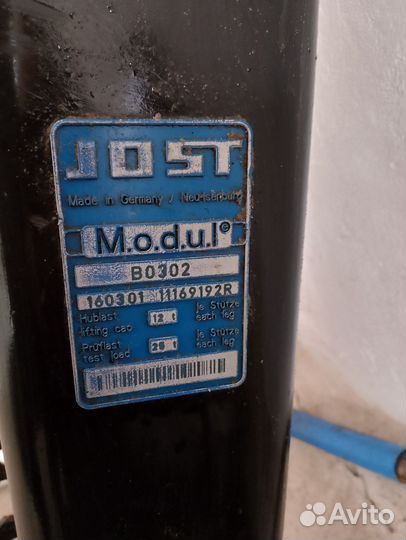 JOST
Made in Germany / Neu-Isenburg
M.o.d.u.l ®
B0302
160301 11169192R
Hublast 12 t je Stütze
lifting cap each leg
Prüflast 25 t je Stütze
test load each leg
Avito